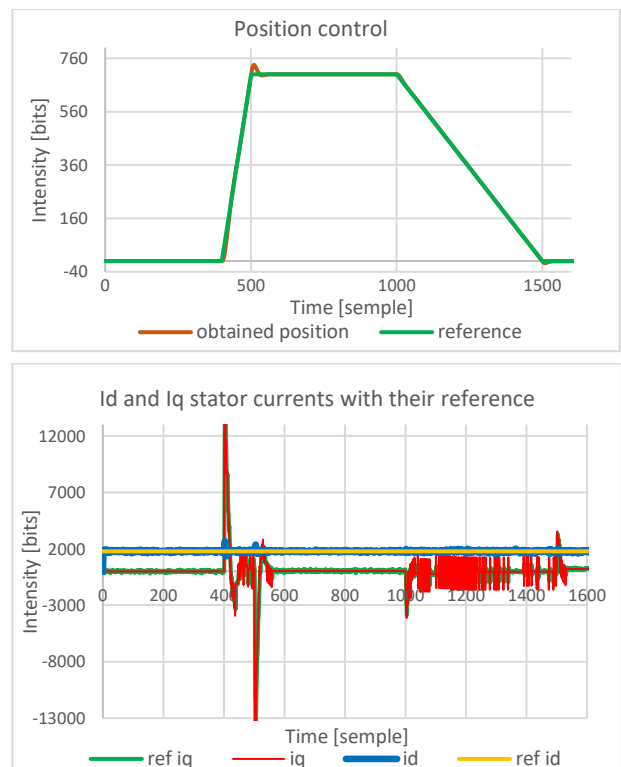 Position control
Intensity [bits]
760
560
360
160
-40
0 500 1000 1500
Time [semple]
obtained position reference
Id and Iq stator currents with their reference
Intensity [bits]
12000
7000
2000
-3000
-8000
-13000
0 200 400 600 800 1000 1200 1400 1600
Time [semple]
ref iq iq id ref id